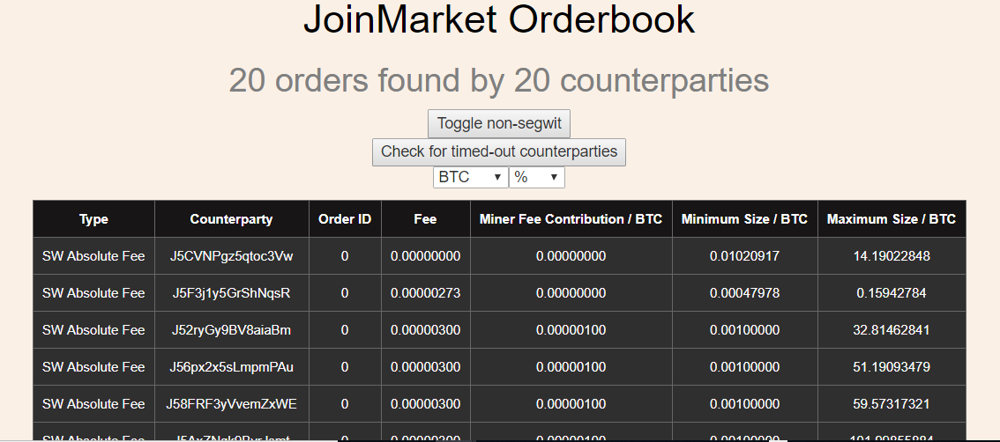 JoinMarket Orderbook
20 orders found by 20 counterparties
Toggle non-segwit
Check for timed-out counterparties
BTC %
Type Counterparty Order ID Fee Miner Fee Contribution / BTC Minimum Size / BTC Maximum Size / BTC
SW Absolute Fee J5CVNPgz5qtoc3Vw 0 0.00000000 0.00000000 0.01020917 14.19022848
SW Absolute Fee J5F3j1y5GrShNqsR 0 0.00000273 0.00000000 0.00047978 0.15942784
SW Absolute Fee J52ryGy9BV8aiaBm 0 0.00000300 0.00000100 0.00100000 32.81462841
SW Absolute Fee J56px2x5sLmpmPAu 0 0.00000300 0.00000100 0.00100000 51.19093479
SW Absolute Fee J58FRF3yVvemZxWE 0 0.00000300 0.00000100 0.00100000 59.57317321
SW Absolute Fee 0 0.00000300 0.00000100 0.00100000